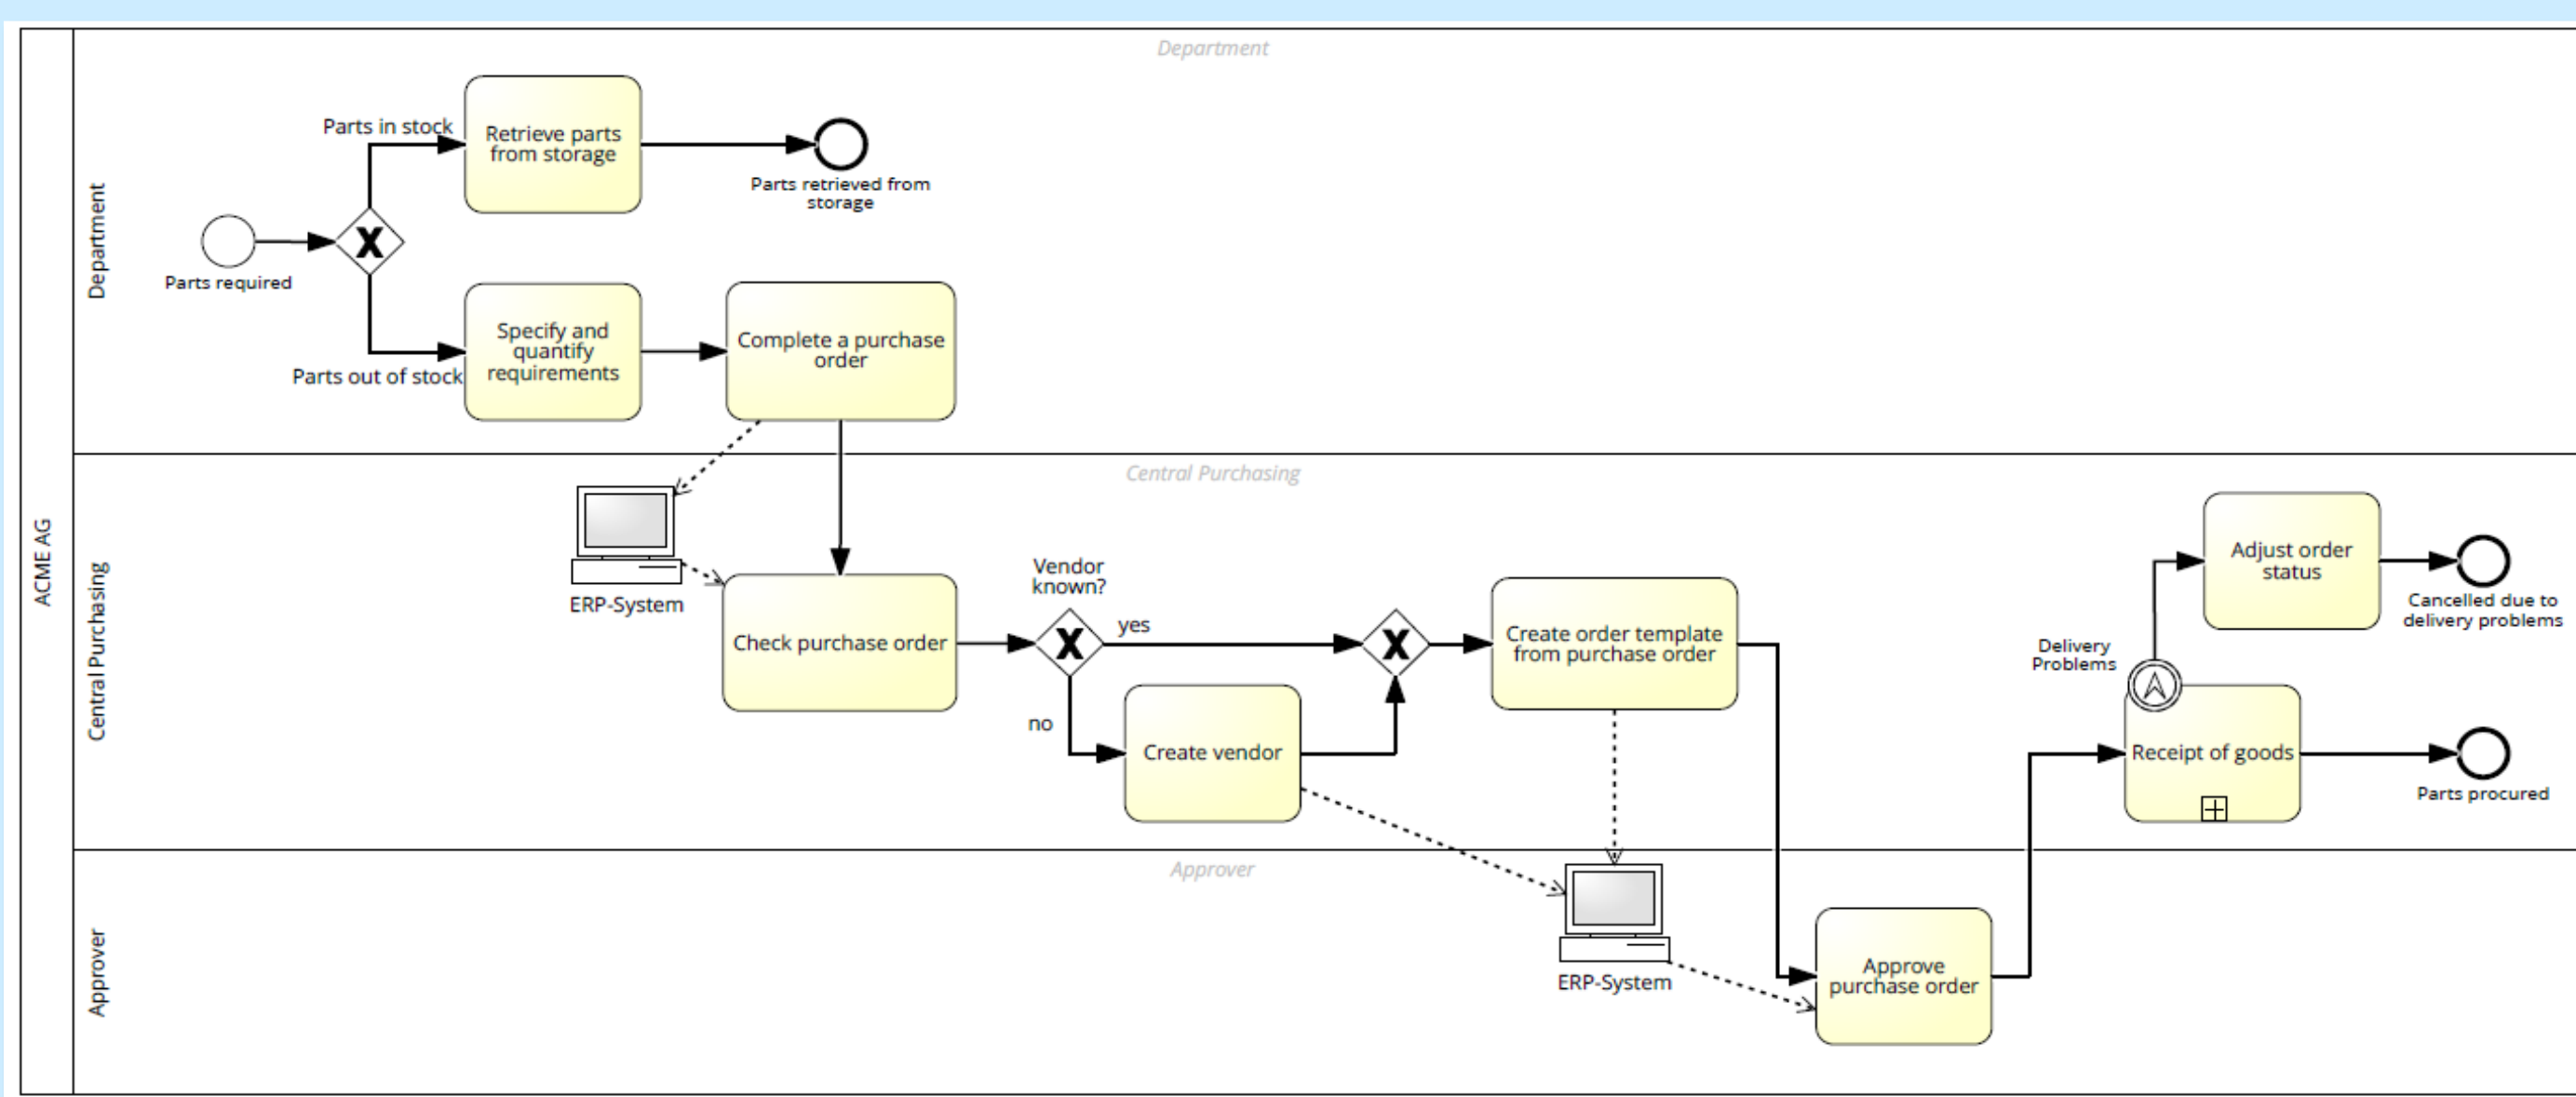 ACME AG
Department
Department
Parts required
Parts in stock
Retrieve parts
from storage
Parts retrieved from
storage
Parts out of stock
Specify and
quantify
requirements
Complete a purchase
order
Central Purchasing
Central Purchasing
ERP-System
Check purchase order
Vendor
known?
yes
no
Create vendor
Create order template
from purchase order
Delivery
Problems
Adjust order
status
Cancelled due to
delivery problems
Receipt of goods
Parts procured
Approver
Approver
ERP-System
Approve
purchase order